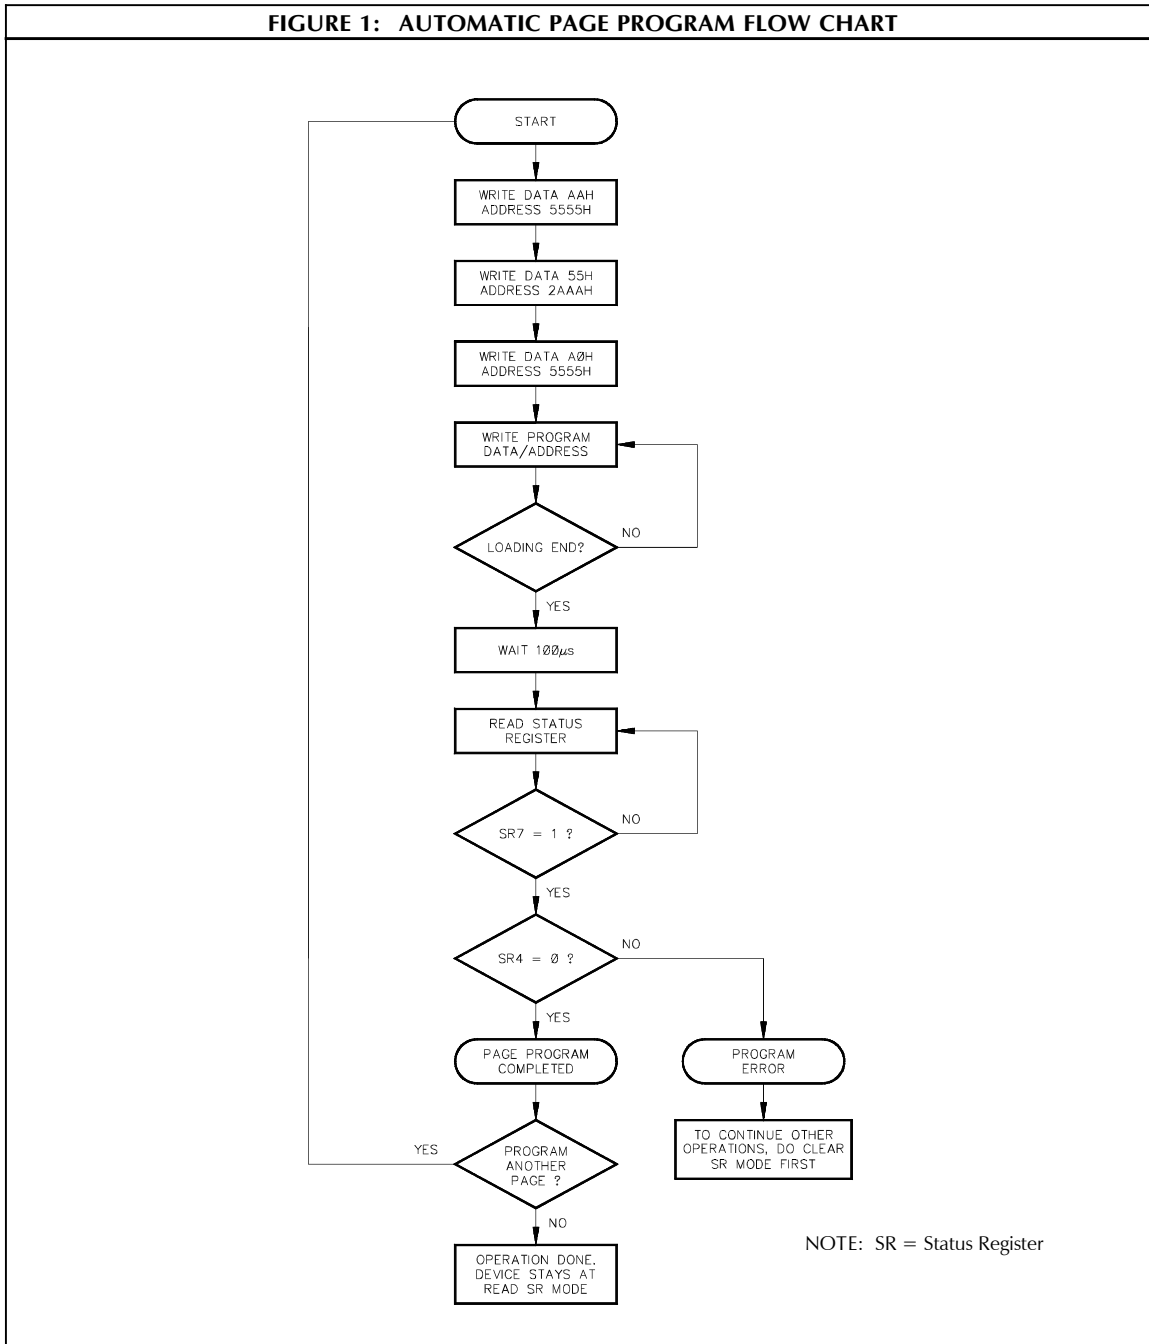 FIGURE 1: AUTOMATIC PAGE PROGRAM FLOW CHART
START
WRITE DATA AAH
ADDRESS 5555H
WRITE DATA 55H
ADDRESS 2AAAH
WRITE DATA AØH
ADDRESS 5555H
WRITE PROGRAM
DATA/ADDRESS
LOADING END?
NO
YES
WAIT 1ØØµs
READ STATUS
REGISTER
SR7 = 1 ?
NO
YES
SR4 = Ø ?
NO
YES
PAGE PROGRAM
COMPLETED
PROGRAM
ERROR
TO CONTINUE OTHER
OPERATIONS, DO CLEAR
SR MODE FIRST
PROGRAM
ANOTHER
PAGE ?
YES
NO
OPERATION DONE,
DEVICE STAYS AT
READ SR MODE
NOTE: SR = Status Register